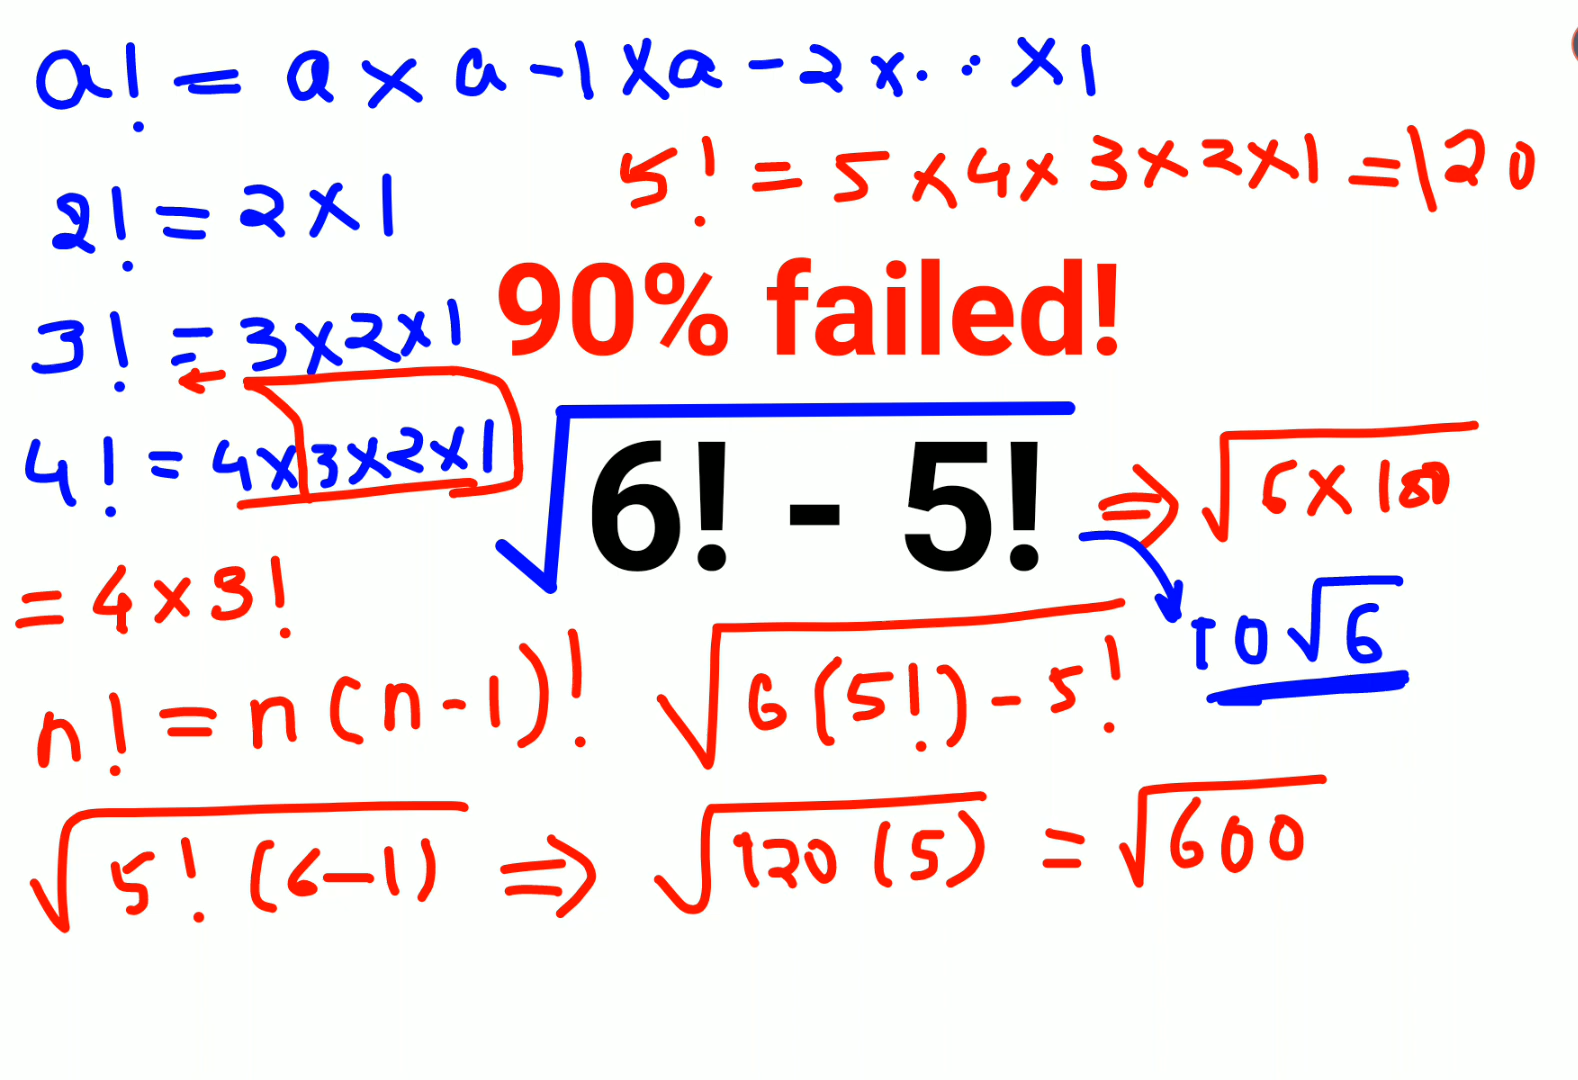 a! = a × a - 1 × a - 2 × . . . × 1
5! = 5 × 4 × 3 × 2 × 1 = 120
2! = 2 × 1
90% failed!
3! = 3 × 2 × 1
4! = 4 × 3 × 2 × 1
√6! - 5!
⇒ √6 × 100
= 4 × 3!
10√6
n! = n (n - 1)!
√6 (5!) - 5!
√5! (6 - 1) ⇒ √120 (5) = √600